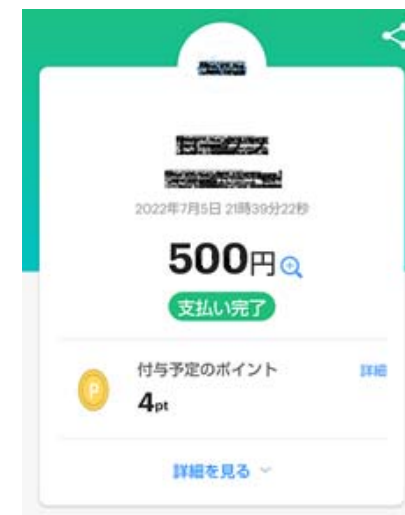 2022年7月5日 21時39分22秒
500円
支払い完了
付与予定のポイント 詳細
4pt
詳細を見る